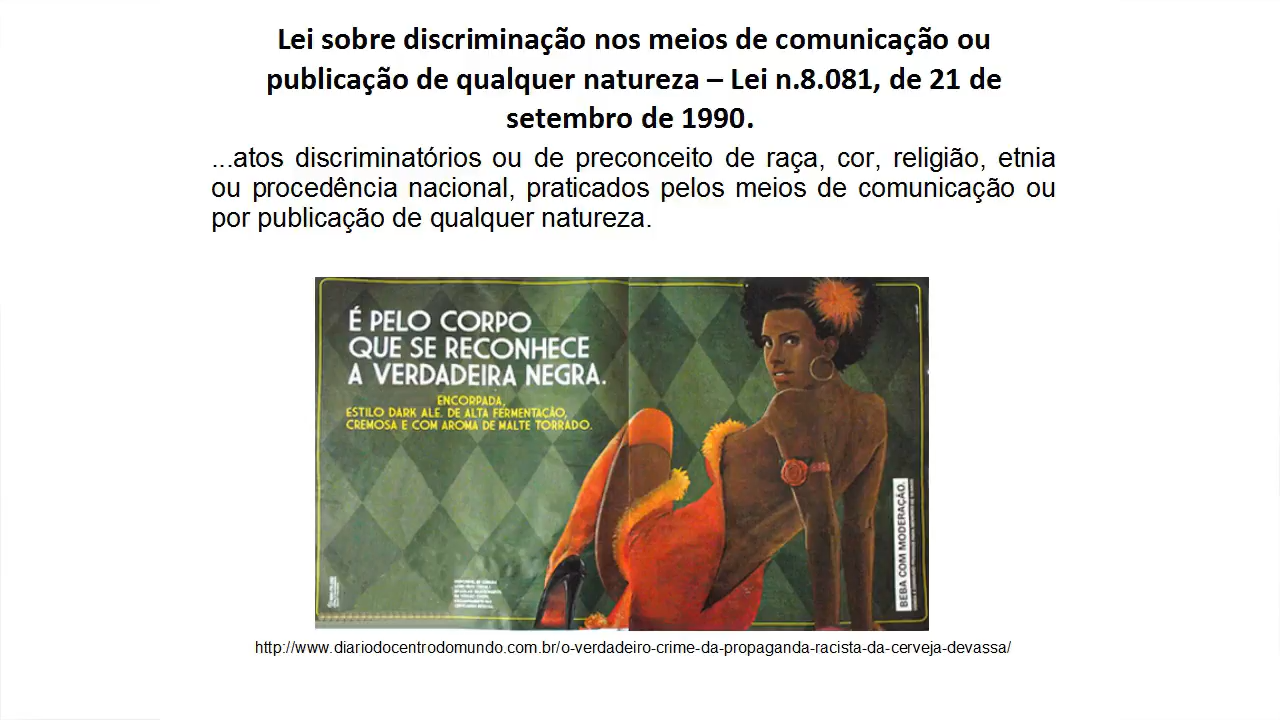 Lei sobre discriminação nos meios de comunicação ou
publicação de qualquer natureza – Lei n.8.081, de 21 de
setembro de 1990.
...atos discriminatórios ou de preconceito de raça, cor, religião, etnia
ou procedência nacional, praticados pelos meios de comunicação ou
por publicação de qualquer natureza.
É PELO CORPO
QUE SE RECONHECE
A VERDADEIRA NEGRA.
ENCORPADA,
ESTILO DARK ALE. DE ALTA FERMENTAÇÃO,
CREMOSA E COM AROMA DE MALTE TORRADO.
BEBA COM MODERAÇÃO.
http://www.diariodocentrodomundo.com.br/o-verdadeiro-crime-da-propaganda-racista-da-cerveja-devassa/